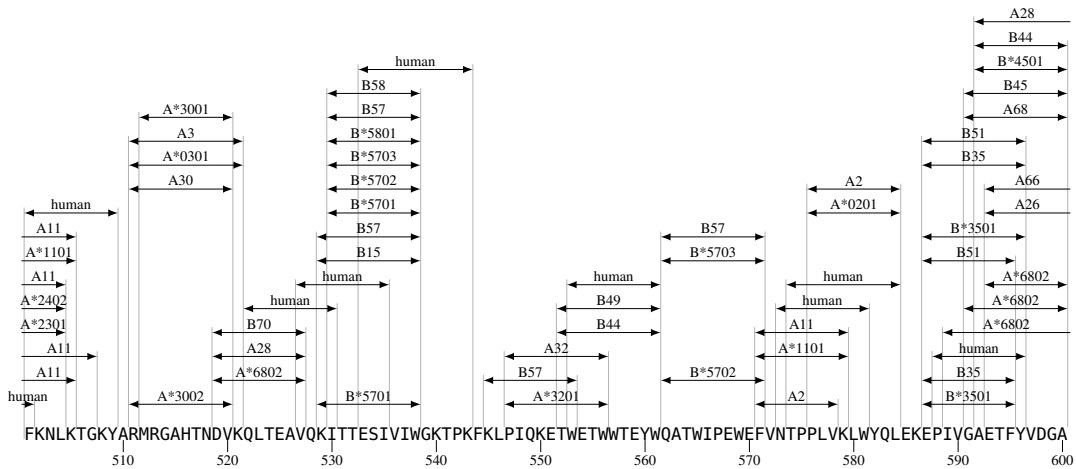 A28
B44
human B*4501
B58 B45
A*3001 B57 A68
A3 B*5801 B51
A*0301 B*5703 B35
A30 B*5702 A2 A66
human B*5701 A*0201 A26
A11 B57 B57 B*3501
A*1101 B15 B*5703 B51
A11 human human human A*6802
A*2402 human B49 human A*6802
A*2301 B70 B44 A11 A*6802
A11 A28 A32 A*1101 human
A11 A*6802 B57 B*5702 B35
human A*3002 B*5701 A*3201 A2 B*3501
FKNLKTGKYARMRGAHTNDVKQLTEAVQKITTESIVIWGKTPKFKLPIQKETWETWWTEYWQATWIPEWEFVNTPPLVKLWYQLEKEPIVGAETFYVDGA
510 520 530 540 550 560 570 580 590 600